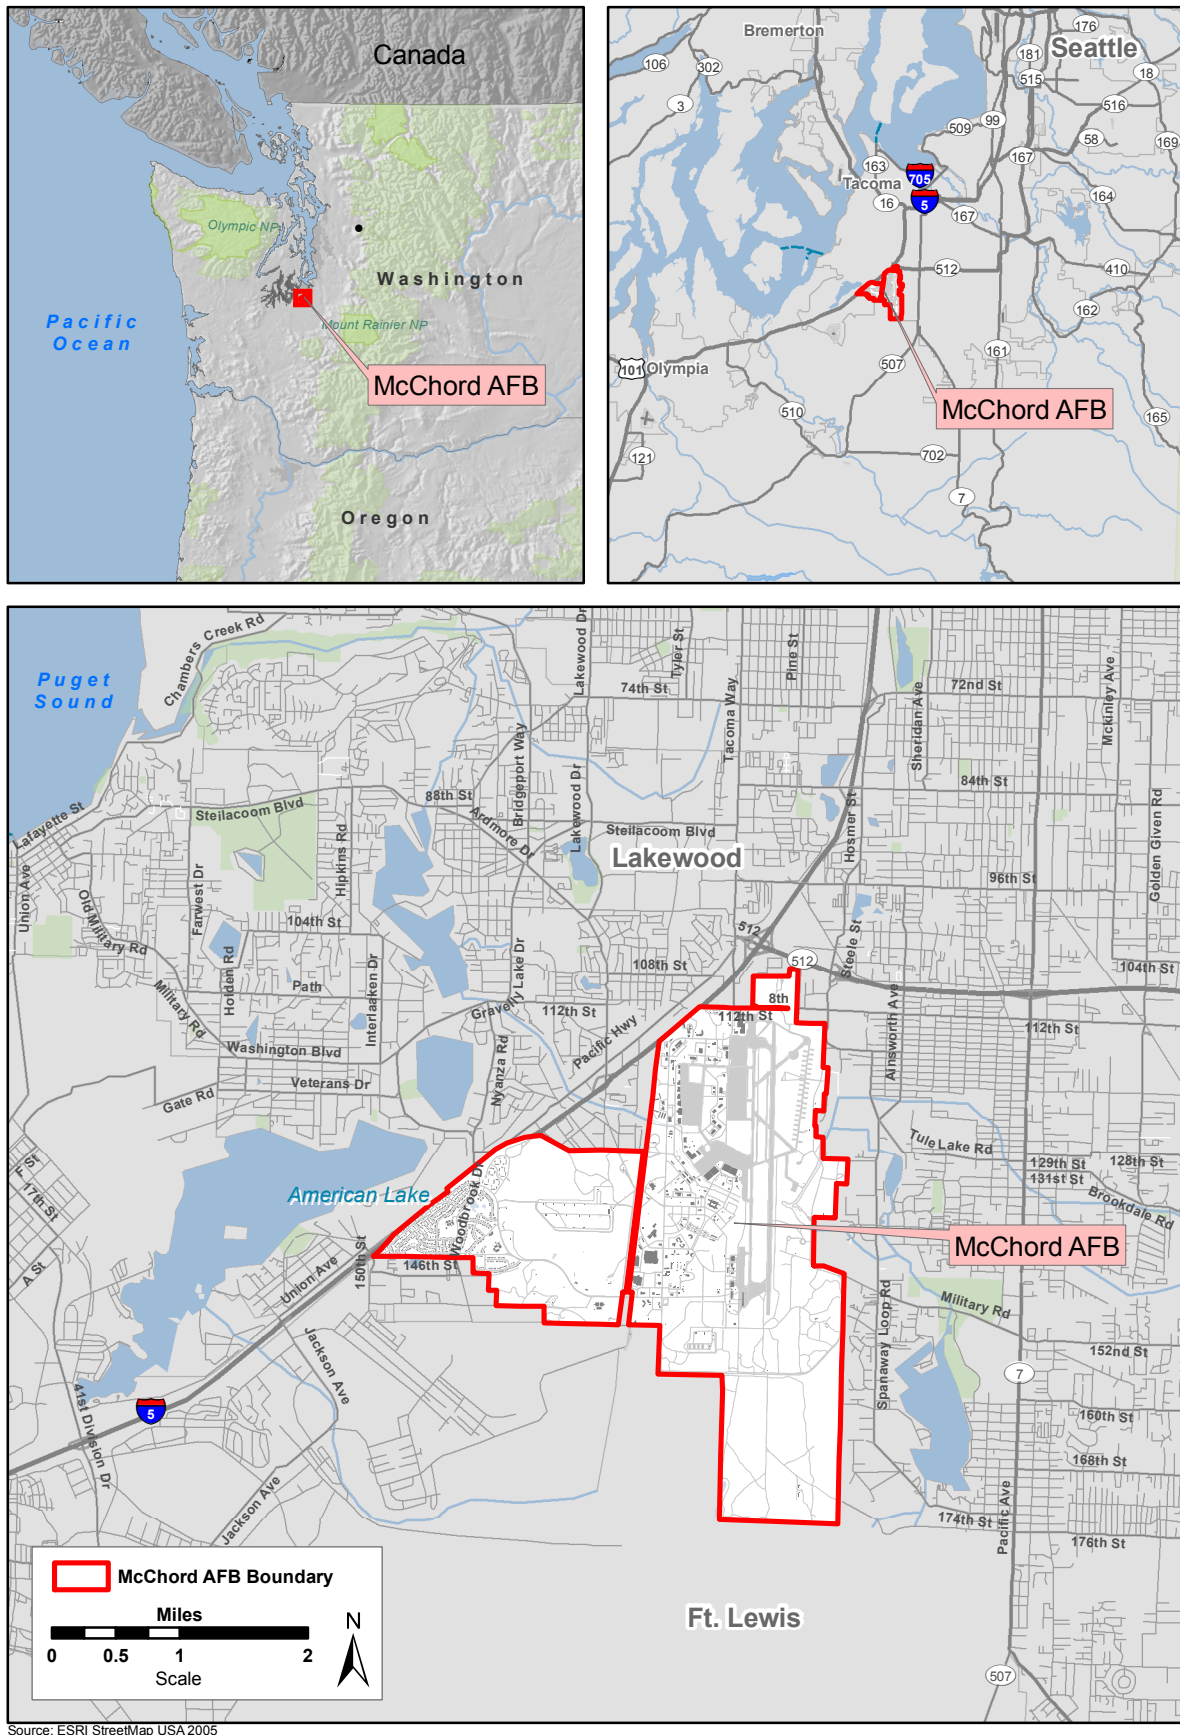 Canada
Olympic NP
Washington
Pacific
Ocean
Mount Rainier NP
McChord AFB
Oregon
Bremerton
176
Seattle
181
106
302
515
18
3
516
99
509
58
169
163
167
705
Tacoma
5
164
16
167
512
410
162
101
Olympia
161
507
McChord AFB
510
165
121
702
7
Puget
Sound
Chambers Creek Rd
Lakewood Dr
Tyler St
Pine St
74th St
72nd St
Tacoma Way
Sheridan Ave
Mckinley Ave
Bridgeport Way
84th St
88th St
Lakewood Dr
Steilacoom Blvd
Ardmore Dr
Steilacoom Blvd
Hosmer St
Golden Given Rd
Lafayette St
Lakewood
Hipkins Rd
96th St
Union Ave
Old Military Rd
Farwest Dr
104th St
512
Steele St
512
Holden Rd
Interlaaken Dr
Gravelly Lake Dr
108th St
104th St
Path
8th
Military Rd
112th St
112th St
112th St
Pacific Hwy
Washington Blvd
Ainsworth Ave
Nyanza Rd
Veterans Dr
Gate Rd
Tule Lake Rd
F St
129th St
128th St
131st St
17th St
American Lake
Woodbrook Dr
Brookdale Rd
McChord AFB
150th St
146th St
A St
Union Ave
Spanaway Loop Rd
Military Rd
Jackson Ave
152nd St
7
5
41st Division Dr
160th St
168th St
Jackson Ave
174th St
Pacific Ave
176th St
McChord AFB Boundary
Miles
N
Ft. Lewis
0 0.5 1 2
Scale
507
Source: ESRI StreetMap USA 2005